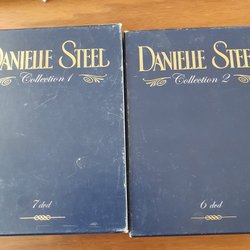 DANIELLE STEEL
Collection 1
7 dvd
DANIELLE STEEL
Collection 2
6 dvd